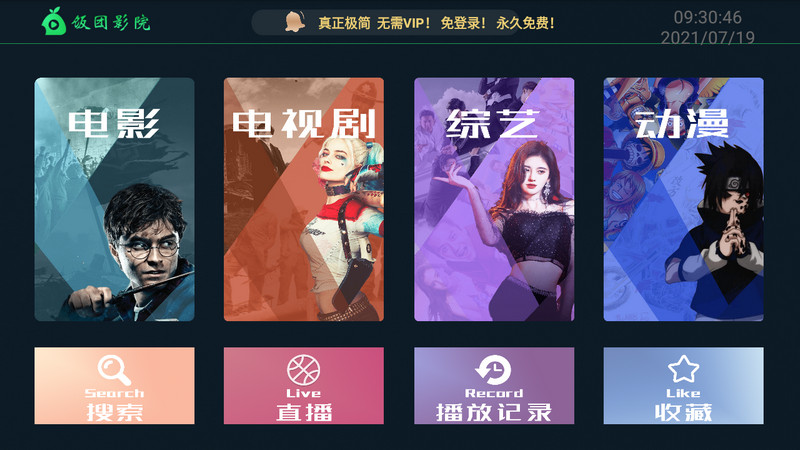 饭团影院
真正极简 无需VIP! 免登录! 永久免费!
09:30:46
2021/07/19
电影
电视剧
综艺
动漫
Search
搜索
Live
直播
Record
播放记录
Like
收藏